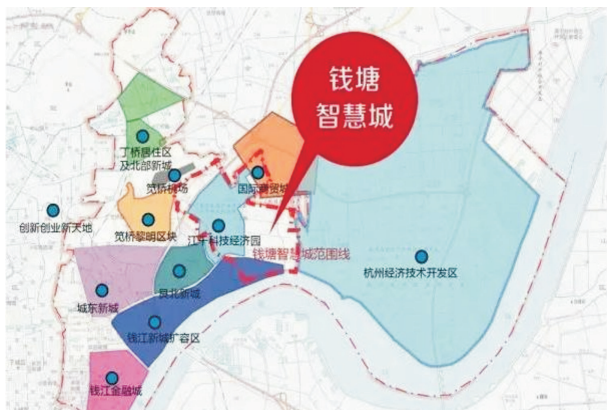 钱塘
智慧城
丁桥居住区
及北部新城
笕桥机场
国际商贸城
创新创业新天地
笕桥黎明区块
江干科技经济园
钱塘智慧城范围线
杭州经济技术开发区
艮北新城
城东新城
钱江新城扩容区
钱江金融城